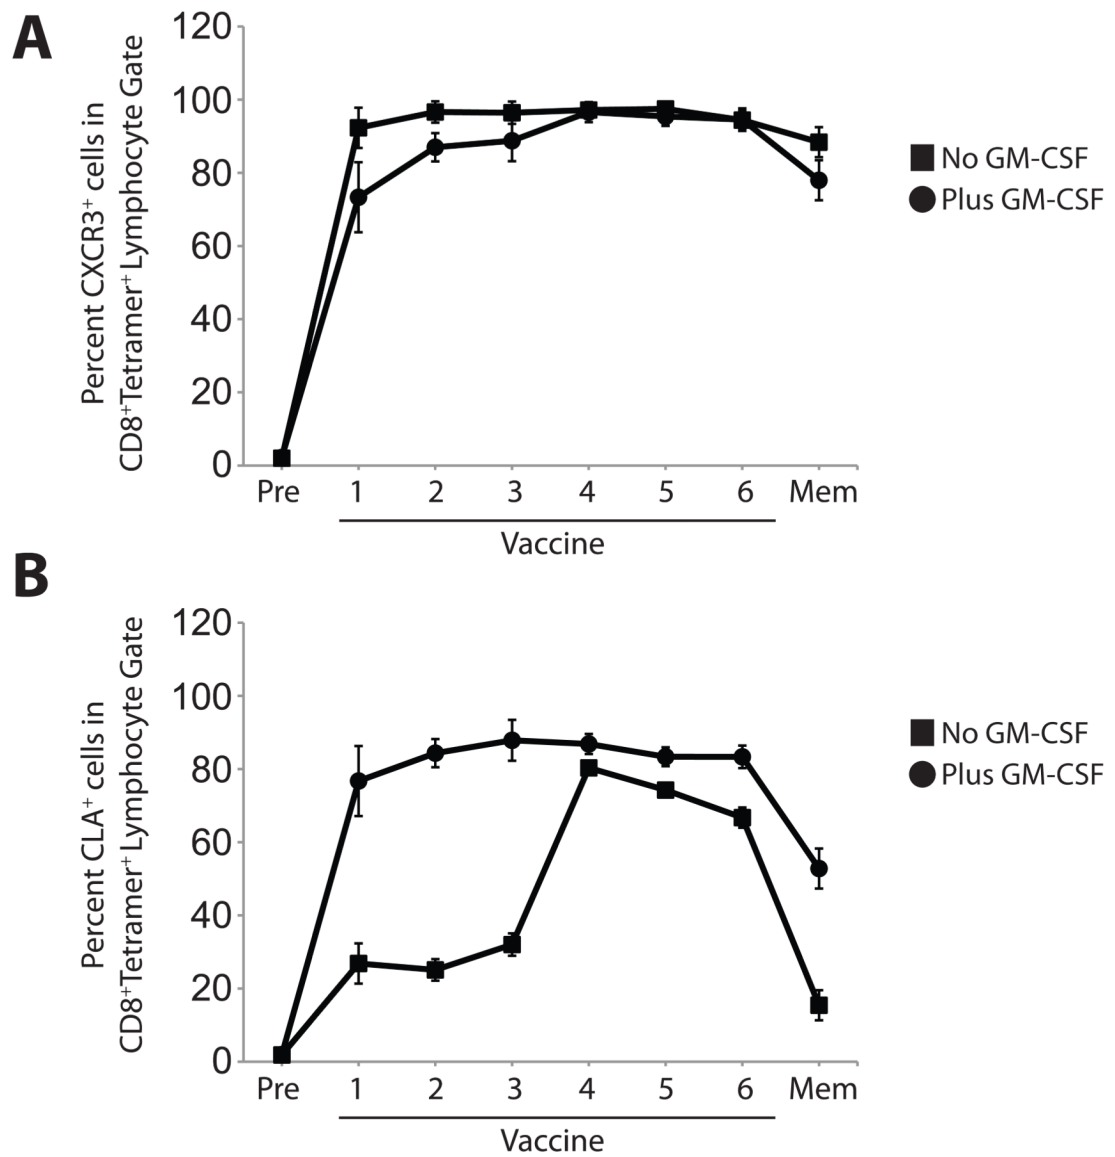 A
Percent CXCR3⁺ cells in
CD8⁺Tetramer⁺ Lymphocyte Gate
120
100
80
60
40
20
0
Pre 1 2 3 4 5 6 Mem
Vaccine
No GM-CSF
Plus GM-CSF
B
Percent CLA⁺ cells in
CD8⁺Tetramer⁺ Lymphocyte Gate
120
100
80
60
40
20
0
Pre 1 2 3 4 5 6 Mem
Vaccine
No GM-CSF
Plus GM-CSF